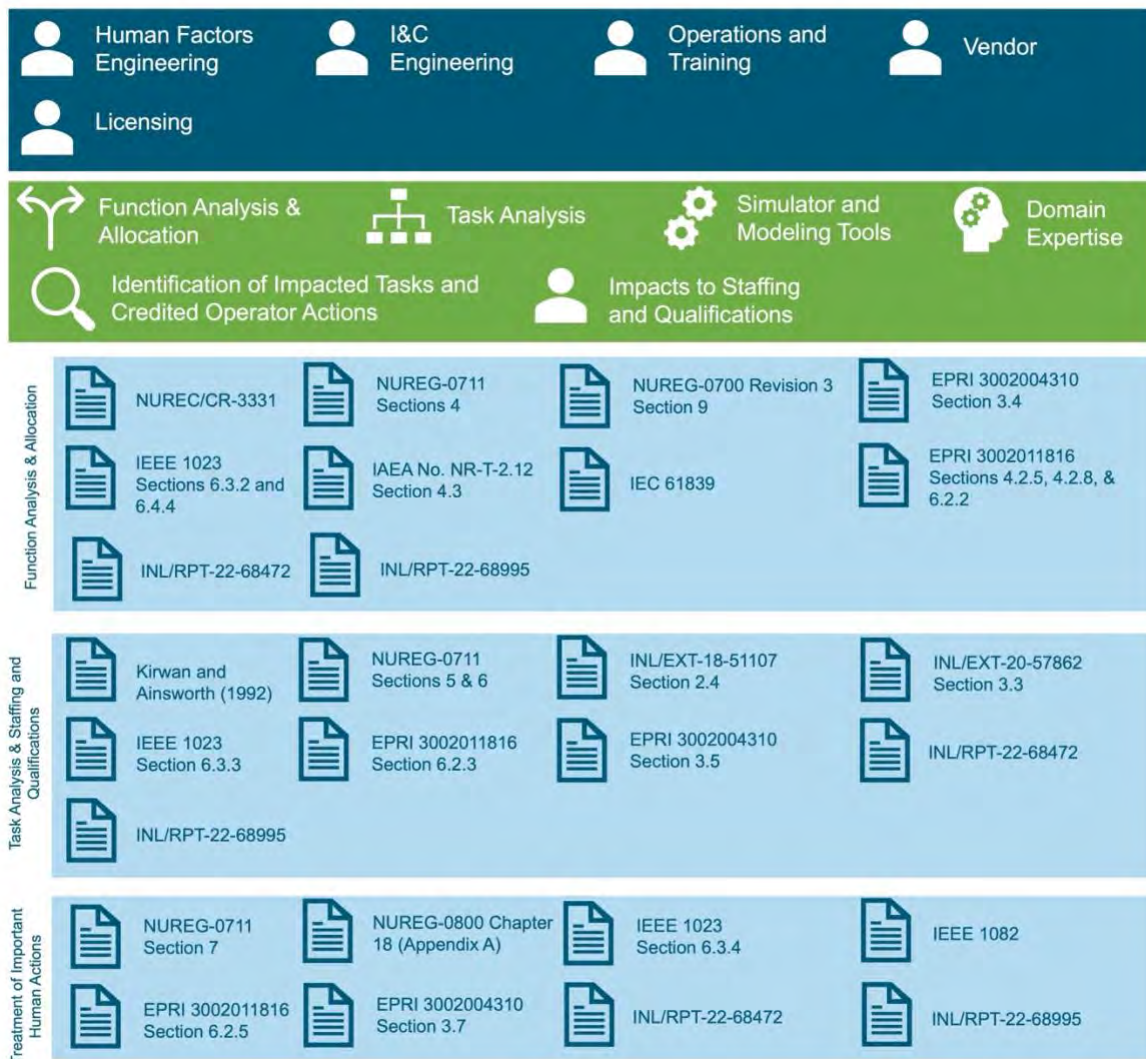 Human Factors
Engineering
I&C
Engineering
Operations and
Training
Vendor
Licensing
Function Analysis &
Allocation
Task Analysis
Simulator and
Modeling Tools
Domain
Expertise
Identification of Impacted Tasks and
Credited Operator Actions
Impacts to Staffing
and Qualifications
Function Analysis & Allocation
NUREC/CR-3331
NUREG-0711
Sections 4
NUREG-0700 Revision 3
Section 9
EPRI 3002004310
Section 3.4
IEEE 1023
Sections 6.3.2 and
6.4.4
IAEA No. NR-T-2.12
Section 4.3
IEC 61839
EPRI 3002011816
Sections 4.2.5, 4.2.8, &
6.2.2
INL/RPT-22-68472
INL/RPT-22-68995
Task Analysis & Staffing and
Qualifications
Kirwan and
Ainsworth (1992)
NUREG-0711
Sections 5 & 6
INL/EXT-18-51107
Section 2.4
INL/EXT-20-57862
Section 3.3
IEEE 1023
Section 6.3.3
EPRI 3002011816
Section 6.2.3
EPRI 3002004310
Section 3.5
INL/RPT-22-68472
INL/RPT-22-68995
Treatment of Important
Human Actions
NUREG-0711
Section 7
NUREG-0800 Chapter
18 (Appendix A)
IEEE 1023
Section 6.3.4
IEEE 1082
EPRI 3002011816
Section 6.2.5
EPRI 3002004310
Section 3.7
INL/RPT-22-68472
INL/RPT-22-68995